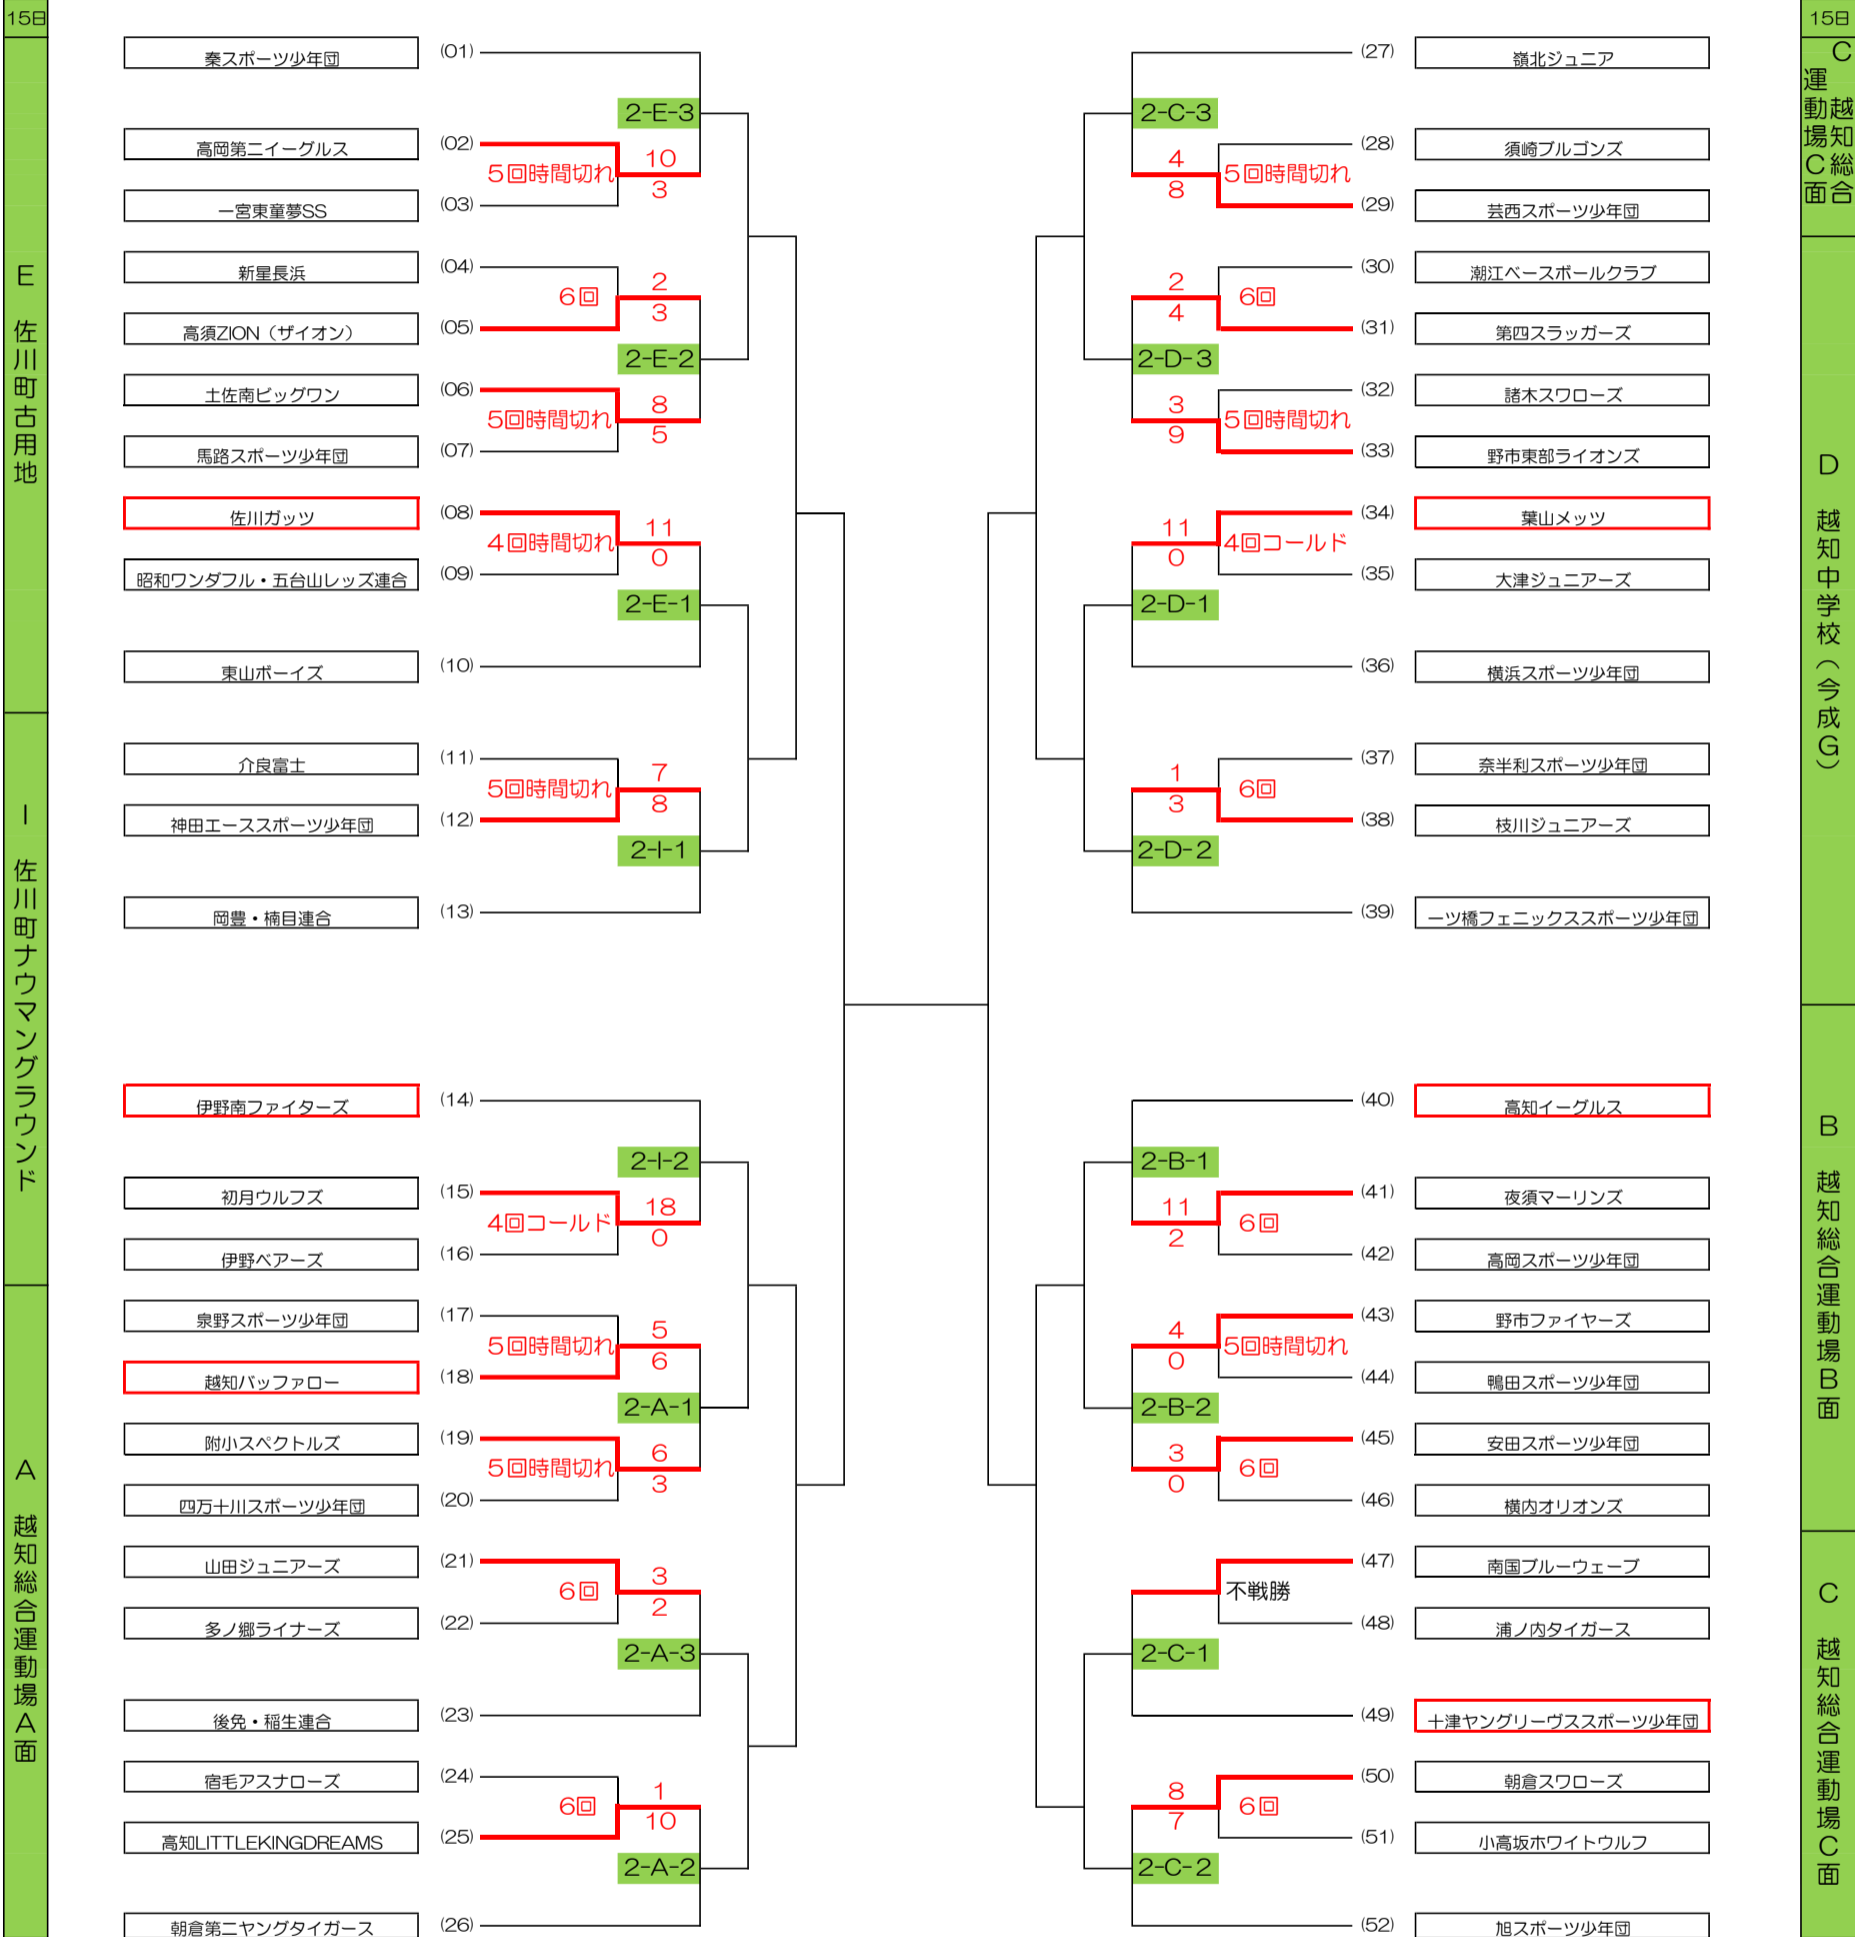 15日
E 佐川町古用地
I 佐川町ナウマングラウンド
A 越知総合運動場A面
秦スポーツ少年団 (01)
2-E-3
高岡第二イーグルス (02)
5回時間切れ
10
3
一宮東童夢SS (03)
新星長浜 (04)
6回
2
3
高須ZION（ザイオン） (05)
2-E-2
土佐南ビッグワン (06)
5回時間切れ
8
5
馬路スポーツ少年団 (07)
佐川ガッツ (08)
4回時間切れ
11
0
昭和ワンダフル・五台山レッズ連合 (09)
2-E-1
東山ボーイズ (10)
介良富士 (11)
5回時間切れ
7
8
神田エーススポーツ少年団 (12)
2-I-1
岡豊・楠目連合 (13)
伊野南ファイターズ (14)
2-I-2
初月ウルフズ (15)
4回コールド
18
0
伊野ベアーズ (16)
泉野スポーツ少年団 (17)
5回時間切れ
5
6
越知バッファロー (18)
2-A-1
附小スペクトルズ (19)
5回時間切れ
6
3
四万十川スポーツ少年団 (20)
山田ジュニアーズ (21)
6回
3
2
多ノ郷ライナーズ (22)
2-A-3
後免・稲生連合 (23)
宿毛アスナローズ (24)
6回
1
10
高知LITTLEKINGDREAMS (25)
2-A-2
朝倉第二ヤングタイガース (26)
(27) 嶺北ジュニア
2-C-3
(28) 須崎ブルゴンズ
4
8
5回時間切れ
(29) 芸西スポーツ少年団
(30) 潮江ベースボールクラブ
2
4
6回
(31) 第四スラッガーズ
2-D-3
(32) 諸木スワローズ
3
9
5回時間切れ
(33) 野市東部ライオンズ
(34) 葉山メッツ
11
0
4回コールド
(35) 大津ジュニアーズ
2-D-1
(36) 横浜スポーツ少年団
(37) 奈半利スポーツ少年団
1
3
6回
(38) 枝川ジュニアーズ
2-D-2
(39) 一ツ橋フェニックススポーツ少年団
(40) 高知イーグルス
2-B-1
(41) 夜須マーリンズ
11
2
6回
(42) 高岡スポーツ少年団
(43) 野市ファイヤーズ
4
0
5回時間切れ
(44) 鴨田スポーツ少年団
2-B-2
(45) 安田スポーツ少年団
3
0
6回
(46) 横内オリオンズ
(47) 南国ブルーウェーブ
不戦勝
(48) 浦ノ内タイガース
2-C-1
(49) 十津ヤングリーヴススポーツ少年団
(50) 朝倉スワローズ
8
7
6回
(51) 小高坂ホワイトウルフ
2-C-2
(52) 旭スポーツ少年団
15日
C 越知総合
運動場C面
D 越知中学校（今成G）
B 越知総合運動場B面
C 越知総合運動場C面